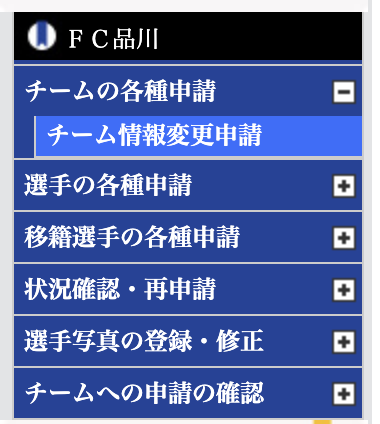 ＦＣ品川
チームの各種申請
チーム情報変更申請
選手の各種申請
移籍選手の各種申請
状況確認・再申請
選手写真の登録・修正
チームへの申請の確認